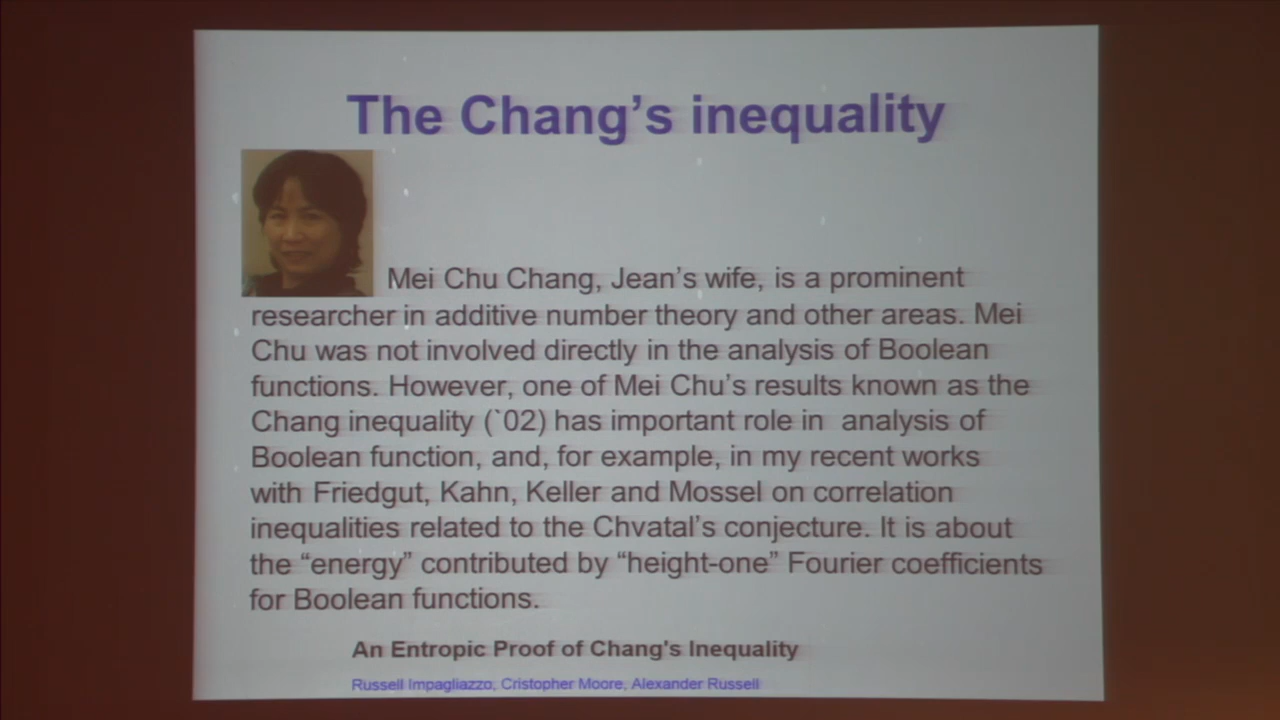 The Chang's inequality
Mei Chu Chang, Jean's wife, is a prominent
researcher in additive number theory and other areas. Mei
Chu was not involved directly in the analysis of Boolean
functions. However, one of Mei Chu's results known as the
Chang inequality (`02) has important role in analysis of
Boolean function, and, for example, in my recent works
with Friedgut, Kahn, Keller and Mossel on correlation
inequalities related to the Chvatal's conjecture. It is about
the “energy” contributed by “height-one” Fourier coefficients
for Boolean functions.
An Entropic Proof of Chang's Inequality
Russell Impagliazzo, Cristopher Moore, Alexander Russell